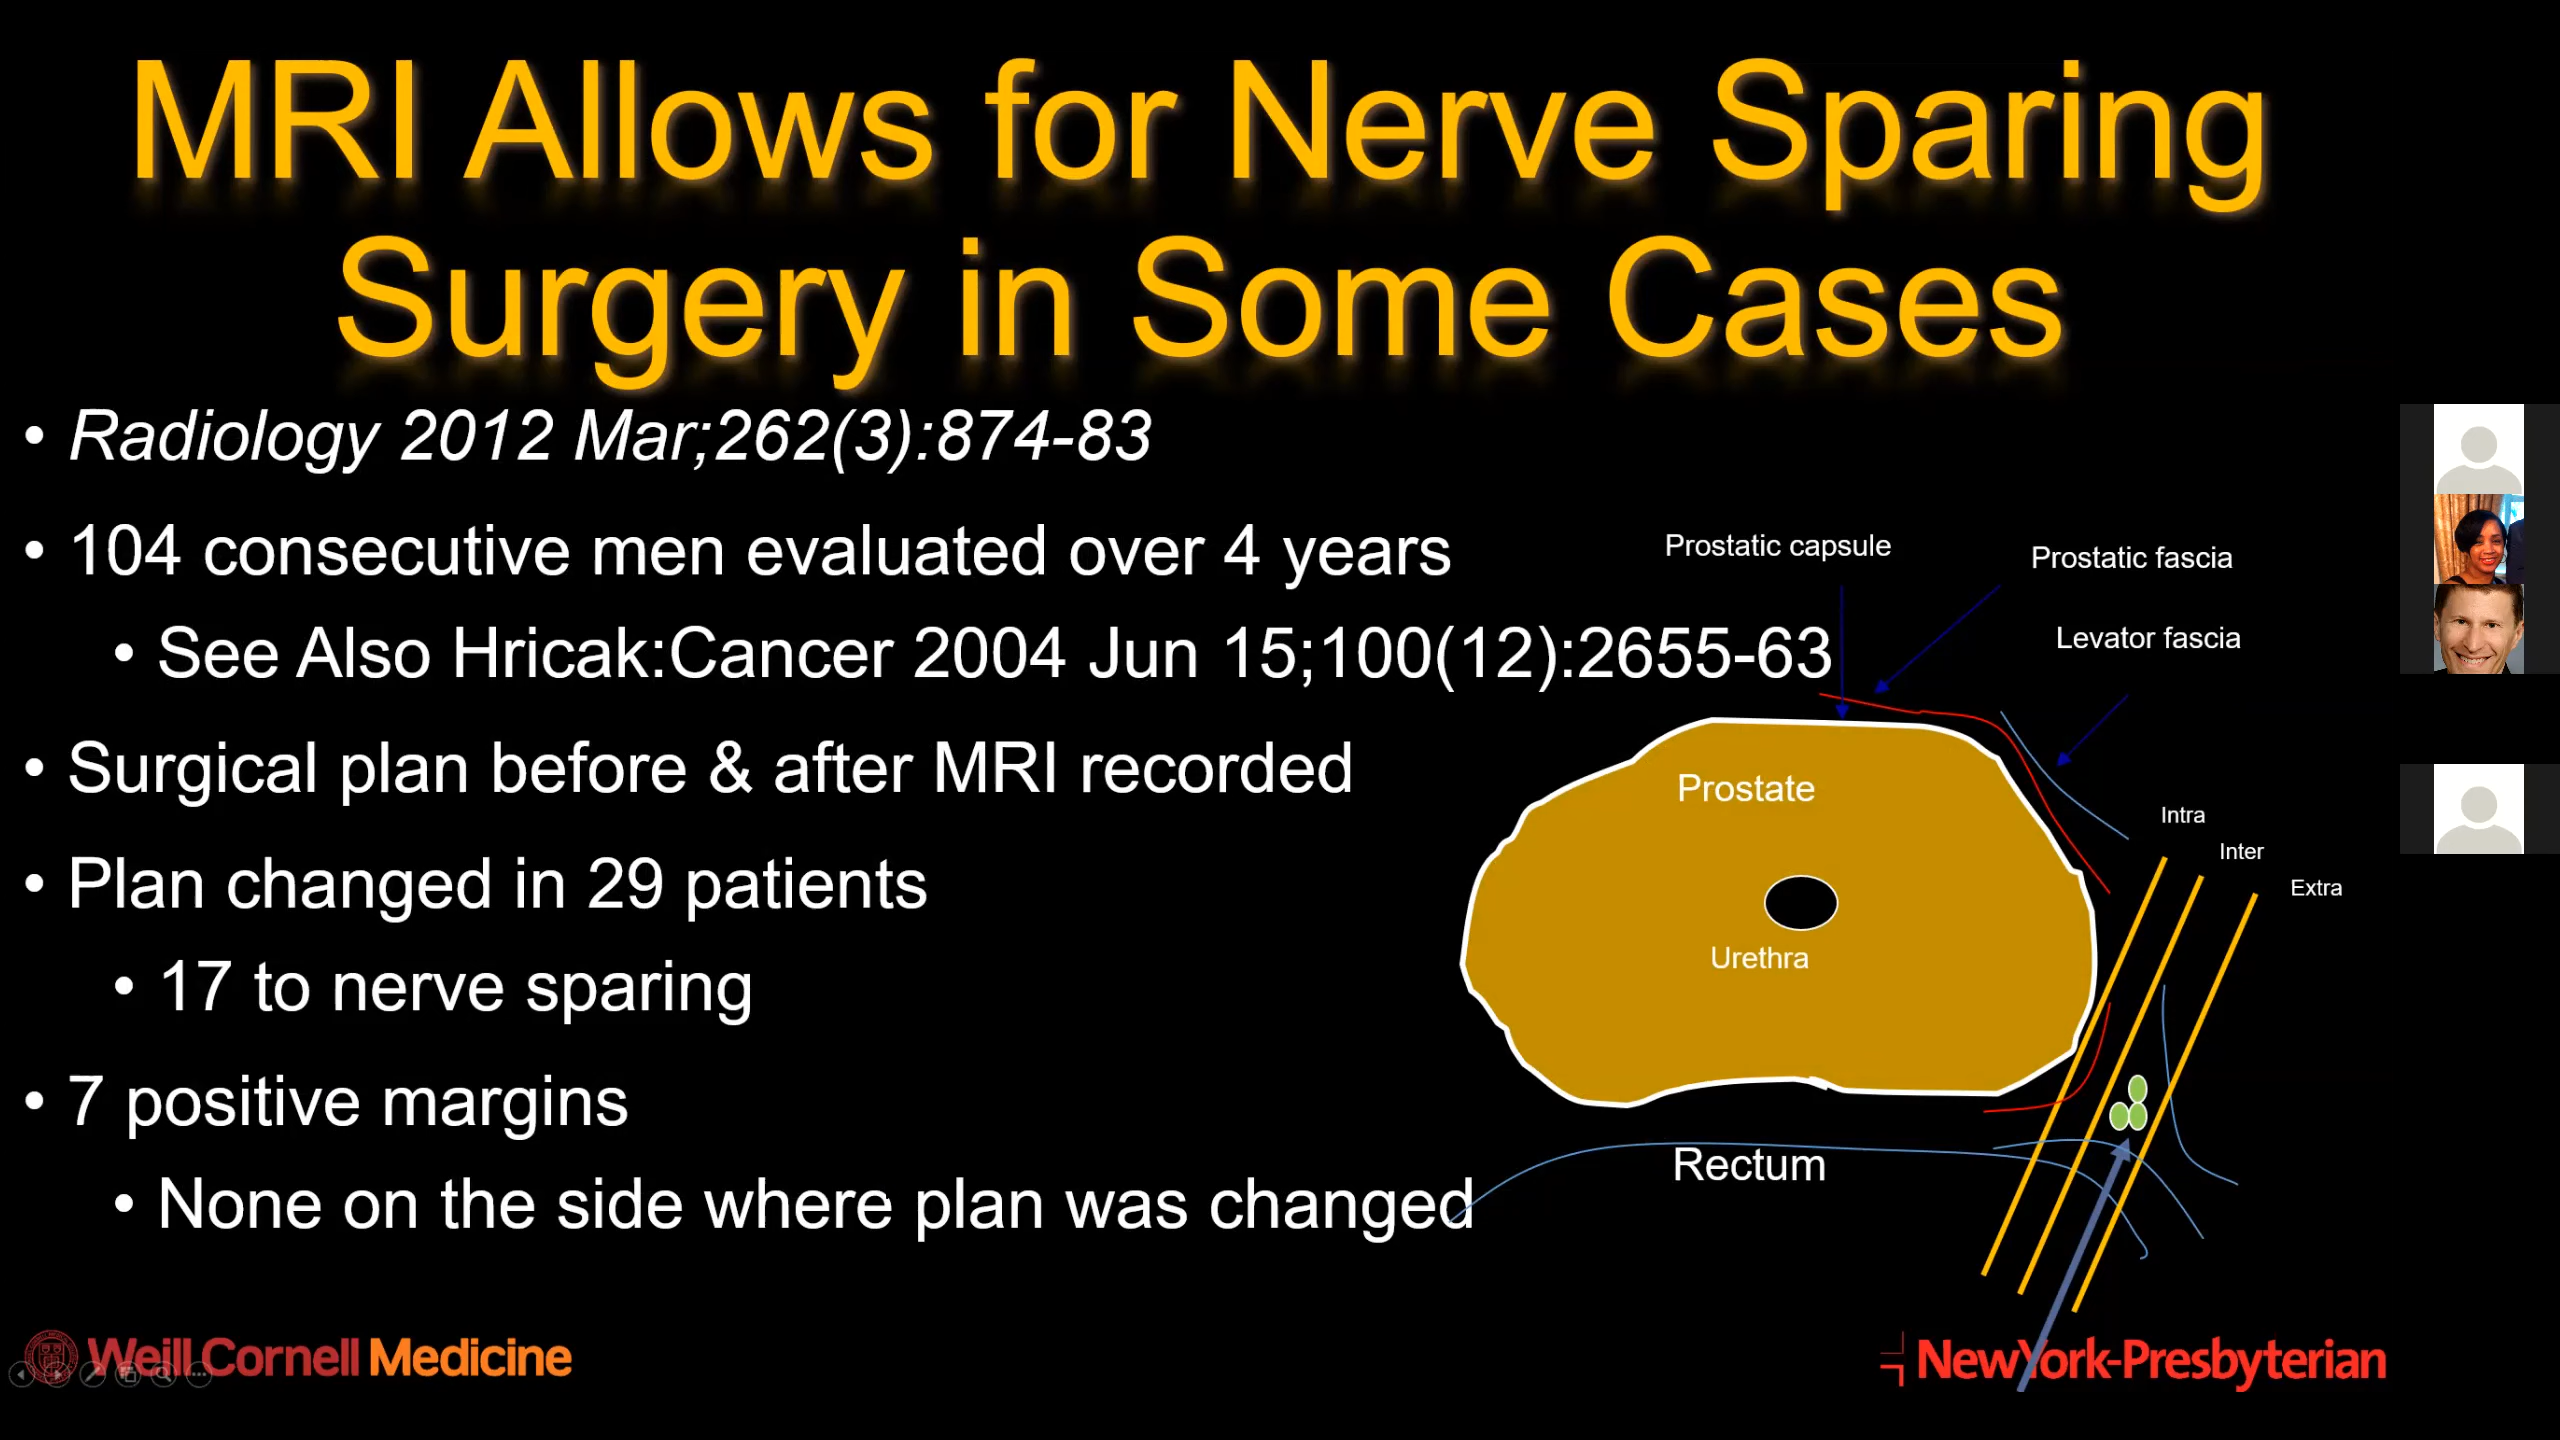 MRI Allows for Nerve Sparing
Surgery in Some Cases
• Radiology 2012 Mar;262(3):874-83
• 104 consecutive men evaluated over 4 years
• See Also Hricak:Cancer 2004 Jun 15;100(12):2655-63
• Surgical plan before & after MRI recorded
• Plan changed in 29 patients
• 17 to nerve sparing
• 7 positive margins
• None on the side where plan was changed
Prostatic capsule
Prostatic fascia
Levator fascia
Prostate
Intra
Inter
Extra
Urethra
Rectum
Weill Cornell Medicine
NewYork-Presbyterian